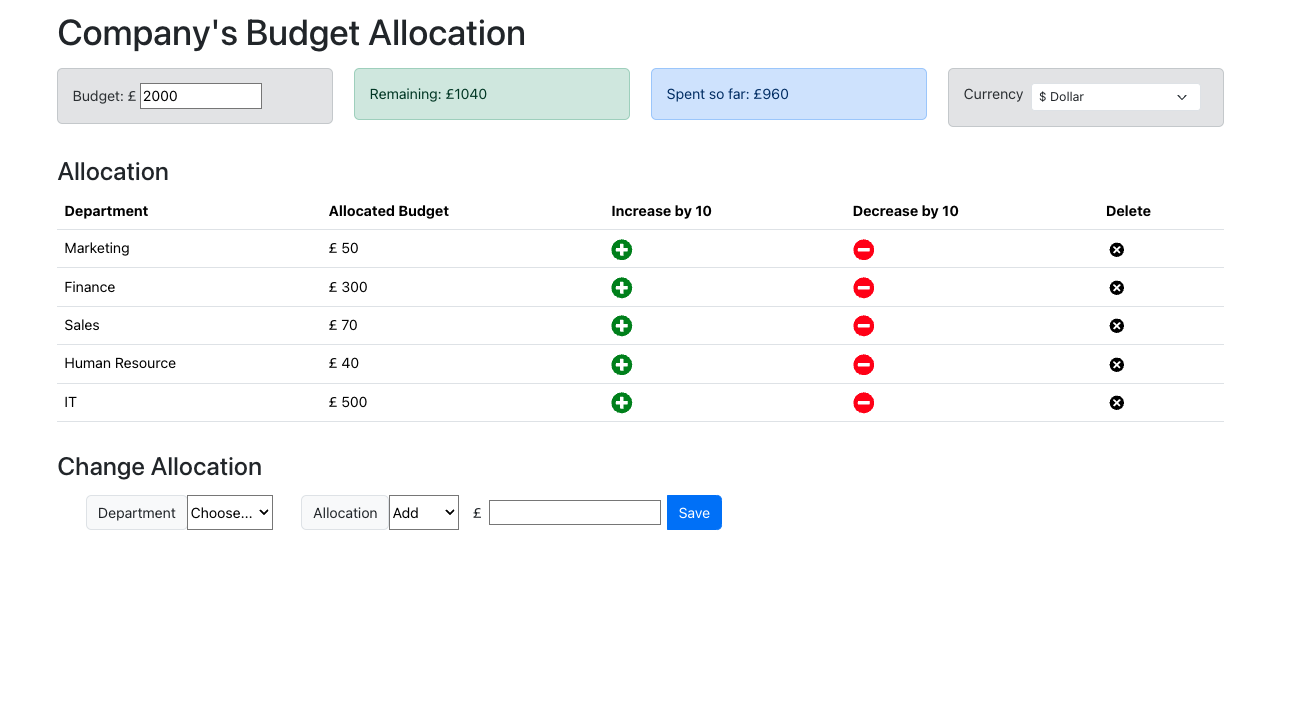 Company's Budget Allocation
Budget: £ 2000
Remaining: £1040
Spent so far: £960
Currency $ Dollar
Allocation
Department Allocated Budget Increase by 10 Decrease by 10 Delete
Marketing £ 50
Finance £ 300
Sales £ 70
Human Resource £ 40
IT £ 500
Change Allocation
Department Choose... Allocation Add £ Save